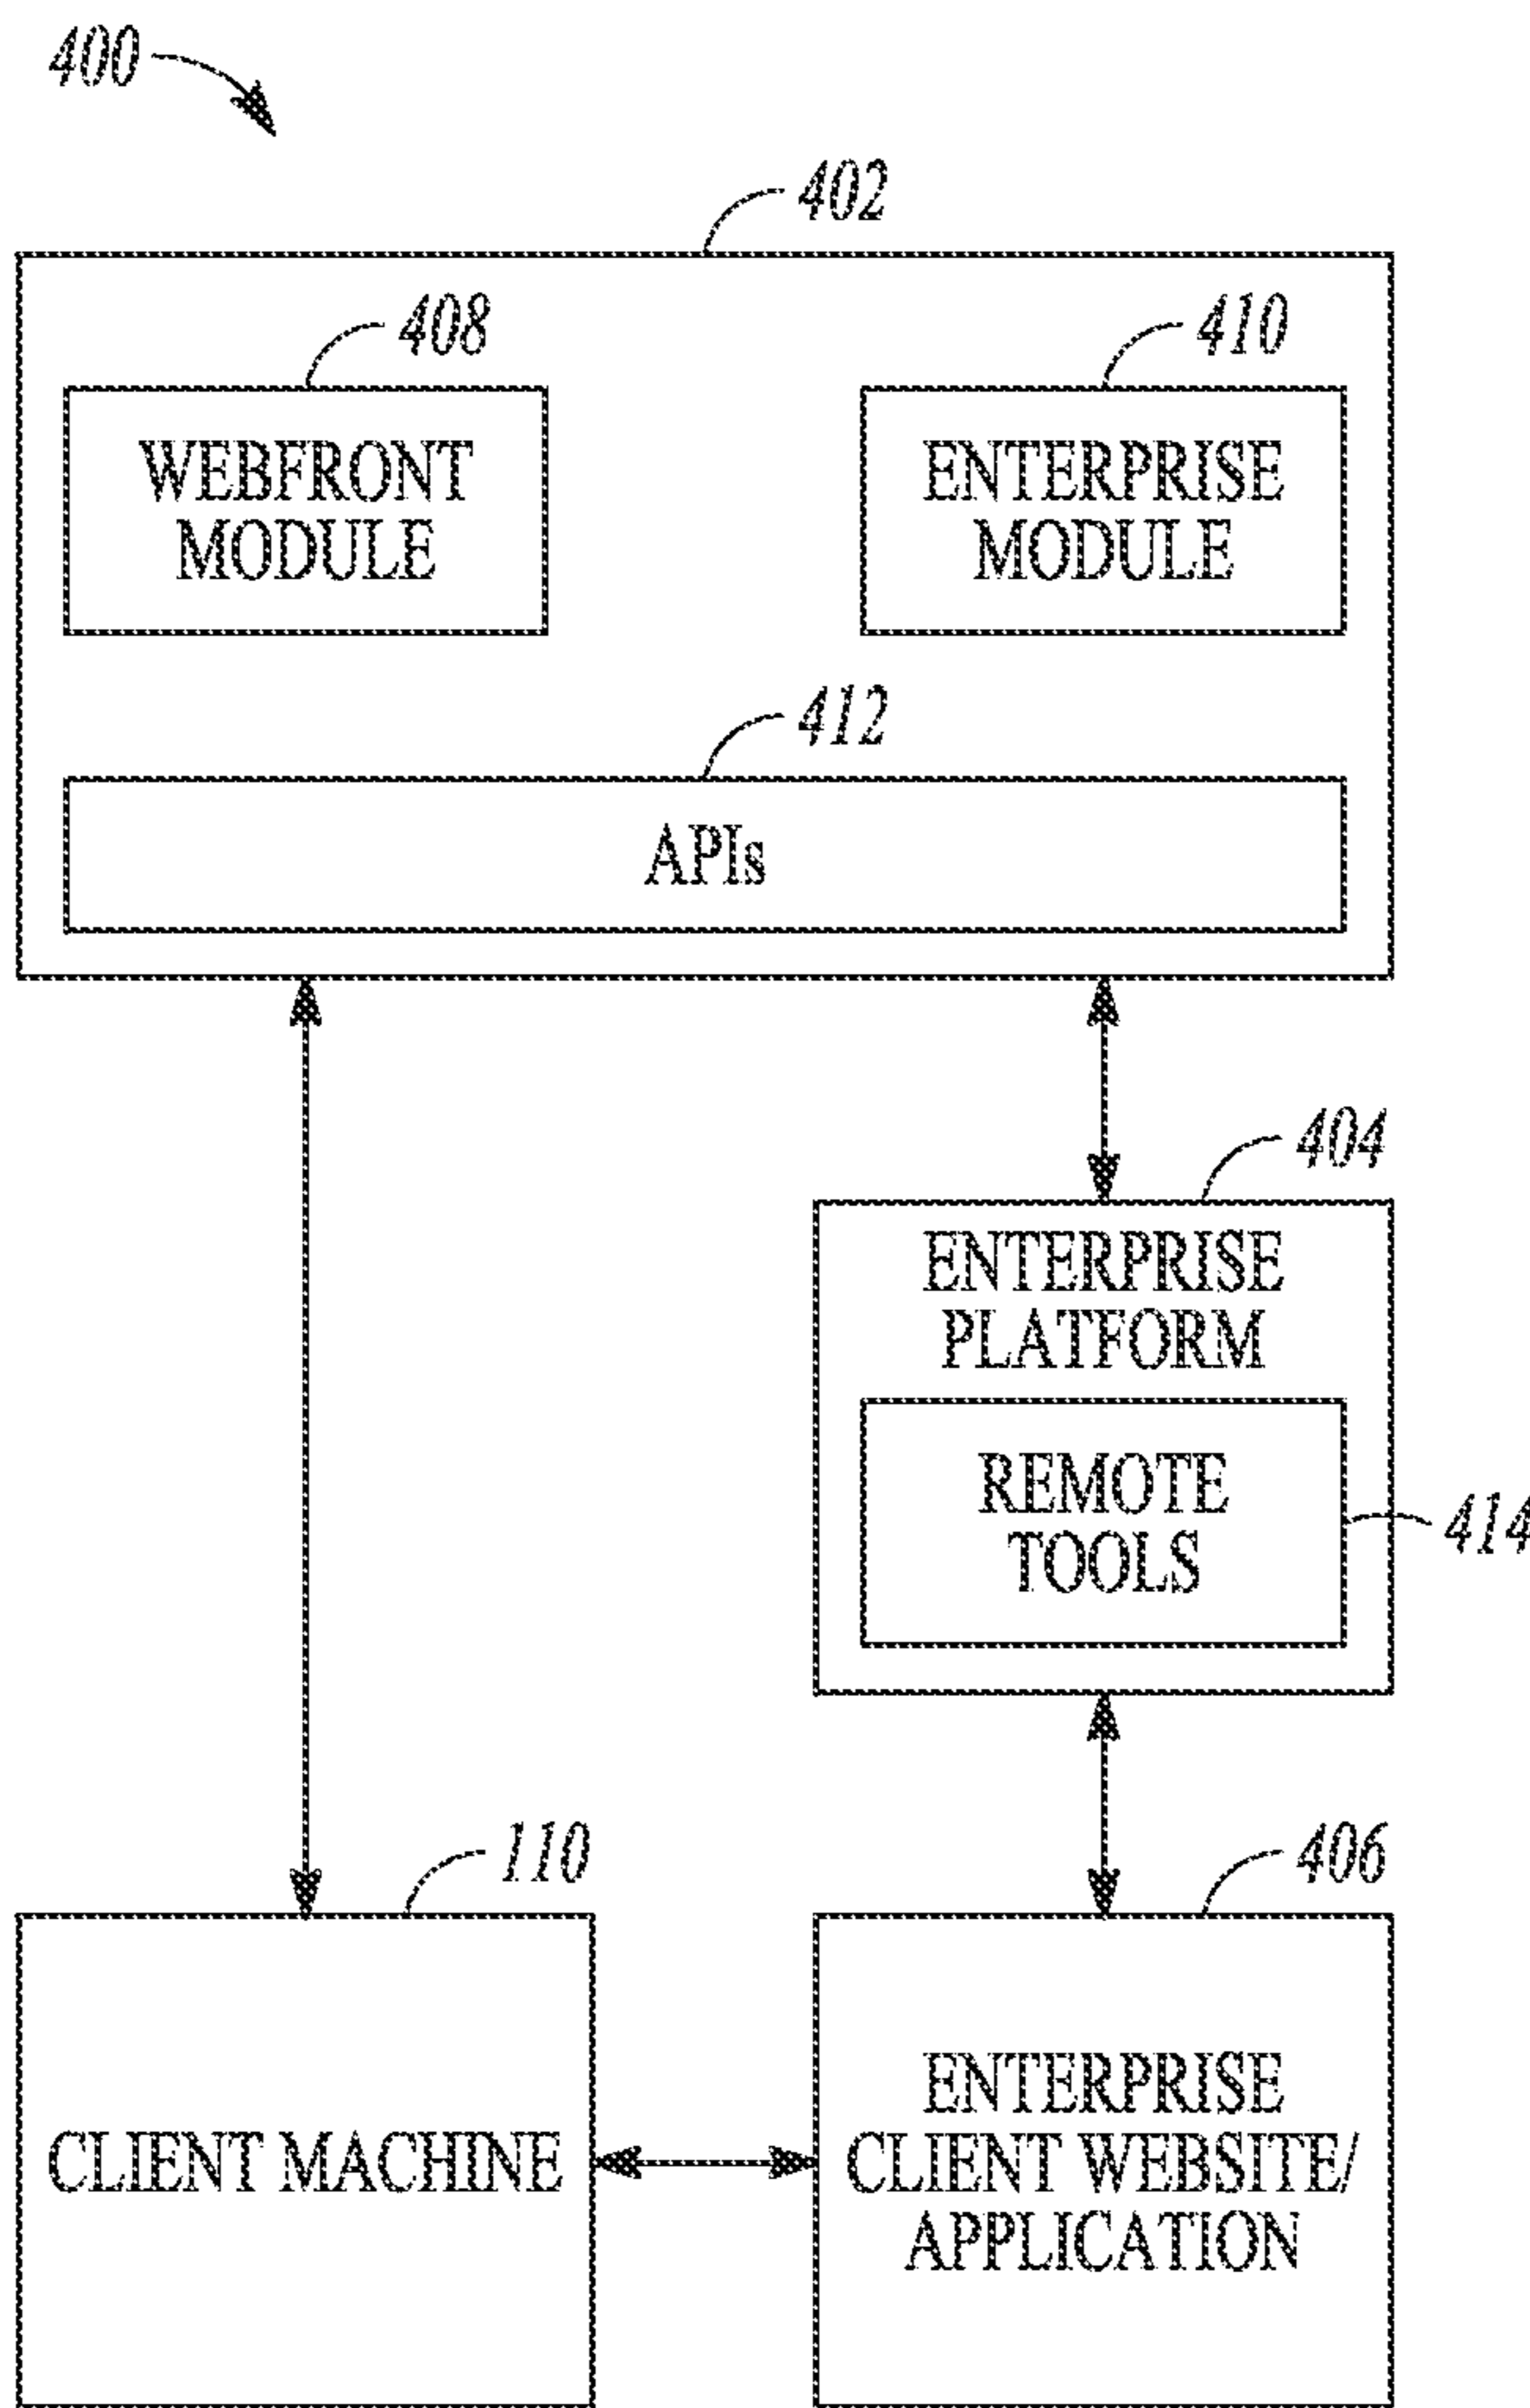 400
402
408
410
WEBFRONT
MODULE
ENTERPRISE
MODULE
412
APIs
404
ENTERPRISE
PLATFORM
REMOTE
TOOLS
414
110
406
CLIENT MACHINE
ENTERPRISE
CLIENT WEBSITE/
APPLICATION